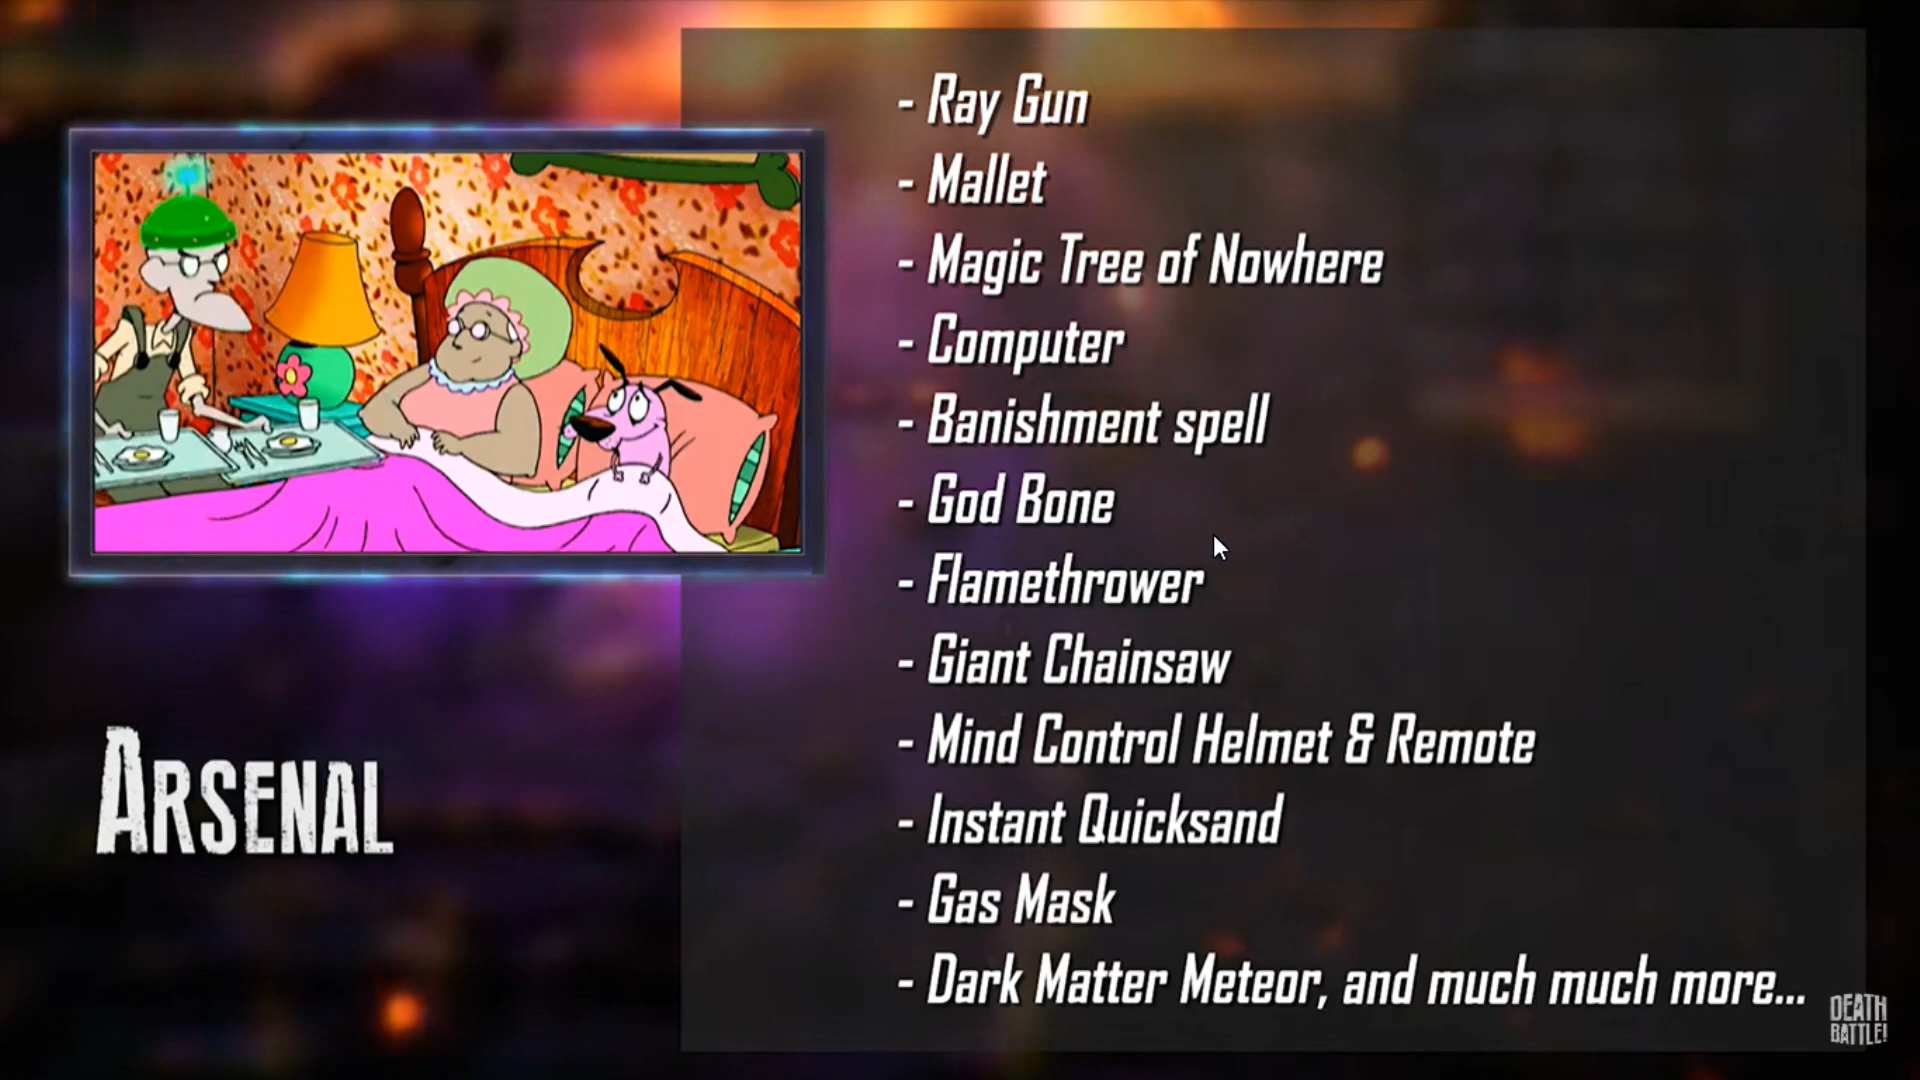 - Ray Gun
- Mallet
- Magic Tree of Nowhere
- Computer
- Banishment spell
- God Bone
- Flamethrower
- Giant Chainsaw
- Mind Control Helmet & Remote
- Instant Quicksand
- Gas Mask
- Dark Matter Meteor, and much much more...
ARSENAL
DEATH
BATTLE!